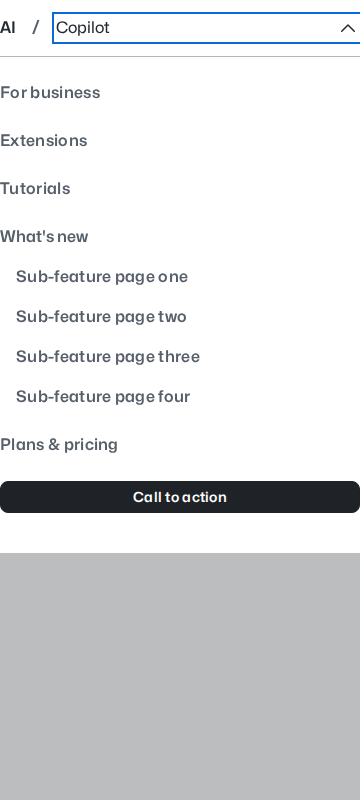 AI / Copilot
For business
Extensions
Tutorials
What's new
Sub-feature page one
Sub-feature page two
Sub-feature page three
Sub-feature page four
Plans & pricing
Call to action